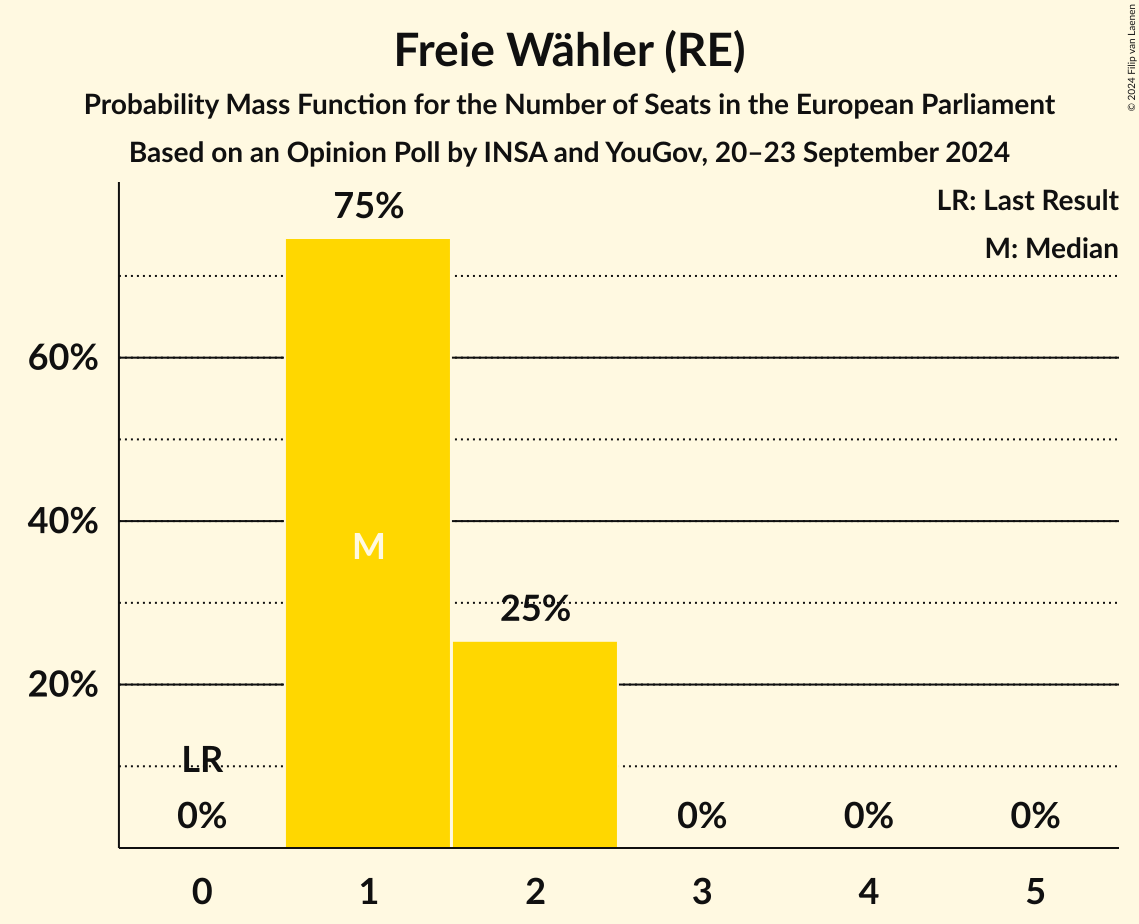 Freie Wähler (RE)
Probability Mass Function for the Number of Seats in the European Parliament
Based on an Opinion Poll by INSA and YouGov, 20–23 September 2024
© 2024 Filip van Laenen
LR: Last Result
M: Median
75%
60%
40%
M
25%
20%
LR
0%
0%
0%
0%
0 1 2 3 4 5